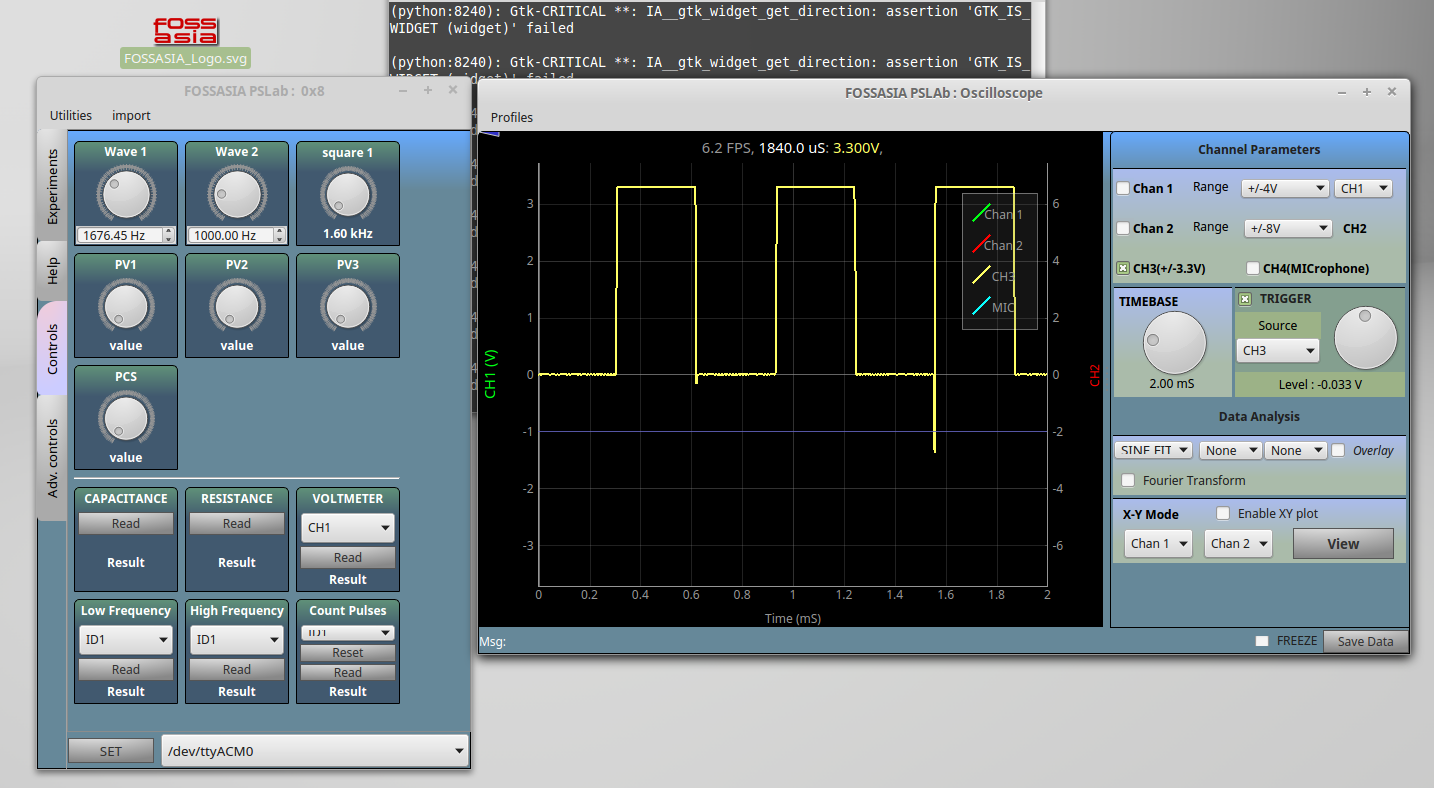 (python:8240): Gtk-CRITICAL **: IA__gtk_widget_get_direction: assertion 'GTK_IS_
WIDGET (widget)' failed
(python:8240): Gtk-CRITICAL **: IA__gtk_widget_get_direction: assertion 'GTK_IS_
FOSS
ASIA
FOSSASIA_Logo.svg
FOSSASIA PSLab : 0x8
Utilities import
Experiments
Help
Controls
Adv. controls
Wave 1 Wave 2 square 1
1676.45 Hz 1000.00 Hz 1.60 kHz
PV1 PV2 PV3
value value value
PCS
value
CAPACITANCE RESISTANCE VOLTMETER
Read Read CH1
Read
Result Result Result
Low Frequency High Frequency Count Pulses
ID1 ID1 ID1
Reset
Read Read Read
Result Result Result
SET /dev/ttyACM0
FOSSASIA PSLAb : Oscilloscope
Profiles
6.2 FPS, 1840.0 uS: 3.300V,
CH1 (V)
3
2
1
0
-1
-2
-3
Chan 1
Chan 2
CH3
MIC
6
4
2
0
-2
-4
-6
CH2
0 0.2 0.4 0.6 0.8 1 1.2 1.4 1.6 1.8 2
Time (mS)
Channel Parameters
Chan 1 Range +/-4V CH1
Chan 2 Range +/-8V CH2
CH3(+/-3.3V) CH4(MICrophone)
TIMEBASE
2.00 mS
TRIGGER
Source
CH3
Level : -0.033 V
Data Analysis
SINE FIT None None Overlay
Fourier Transform
X-Y Mode Enable XY plot
Chan 1 Chan 2 View
Msg: FREEZE Save Data